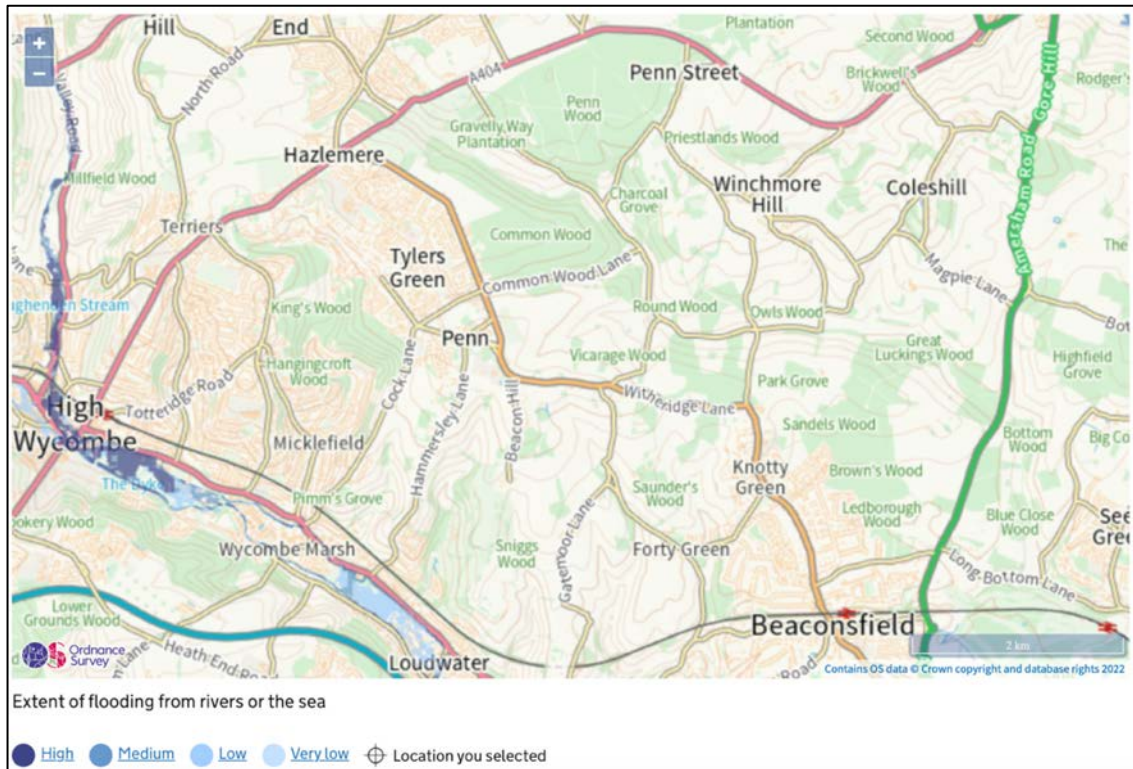 Hill
End
Plantation
Second Wood
+
−
Valley Road
North Road
A404
Penn Street
Brickwell's
Wood
Rodger's
Gore Hill
Penn
Wood
Gravelly Way
Plantation
Priestlands Wood
Hazlemere
Millfield Wood
Charcoal
Grove
Winchmore
Hill
Coleshill
Amersham Road
Terriers
Common Wood
Tylers
Green
Common Wood Lane
Magpie Lane
The
Lane
ughenden Stream
King's Wood
Round Wood
Owls Wood
Penn
Vicarage Wood
Great
Luckings Wood
Highfield
Grove
Hangingcroft
Wood
Cock Lane
Hammersley Lane
Beacon Hill
Witheridge Lane
Park Grove
High
Wycombe
Totteridge Road
Micklefield
Sandels Wood
Bottom
Wood
Big Co
The Dyke
Pimm's Grove
Knotty
Green
Brown's Wood
Saunder's
Wood
Ledborough
Wood
Blue Close
Wood
See
Gree
ookery Wood
Wycombe Marsh
Sniggs
Wood
Gatemoor Lane
Forty Green
Long Bottom Lane
Lower
Grounds Wood
Beaconsfield
Ordnance
Survey
Lane
Heath End Road
Loudwater
Road
2 km
Contains OS data © Crown copyright and database rights 2022
Extent of flooding from rivers or the sea
High Medium Low Very low Location you selected